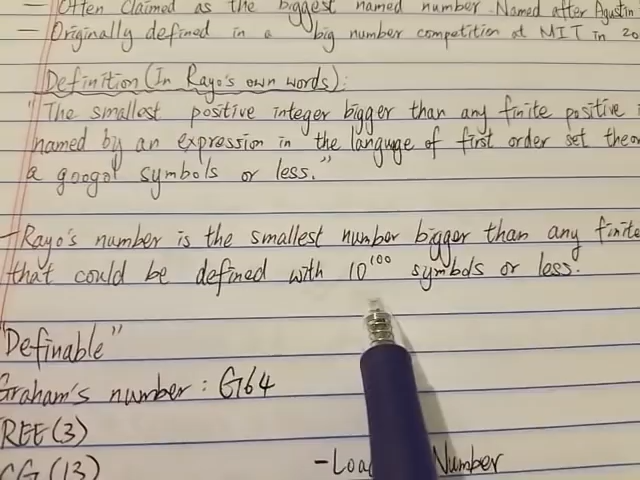 - Often Claimed as the biggest named number. Named after Agustin
- Originally defined in a big number competition at MIT in 20
Definition (In Rayo's own words):
"The smallest positive integer bigger than any finite positive i
named by an expression in the language of first order set theor
a googol symbols or less."
-Rayo's number is the smallest number bigger than any finite
that could be defined with 10^100 symbols or less.
"Definable"
Graham's number: G64
REE(3)
CG(13)
-Loa Number